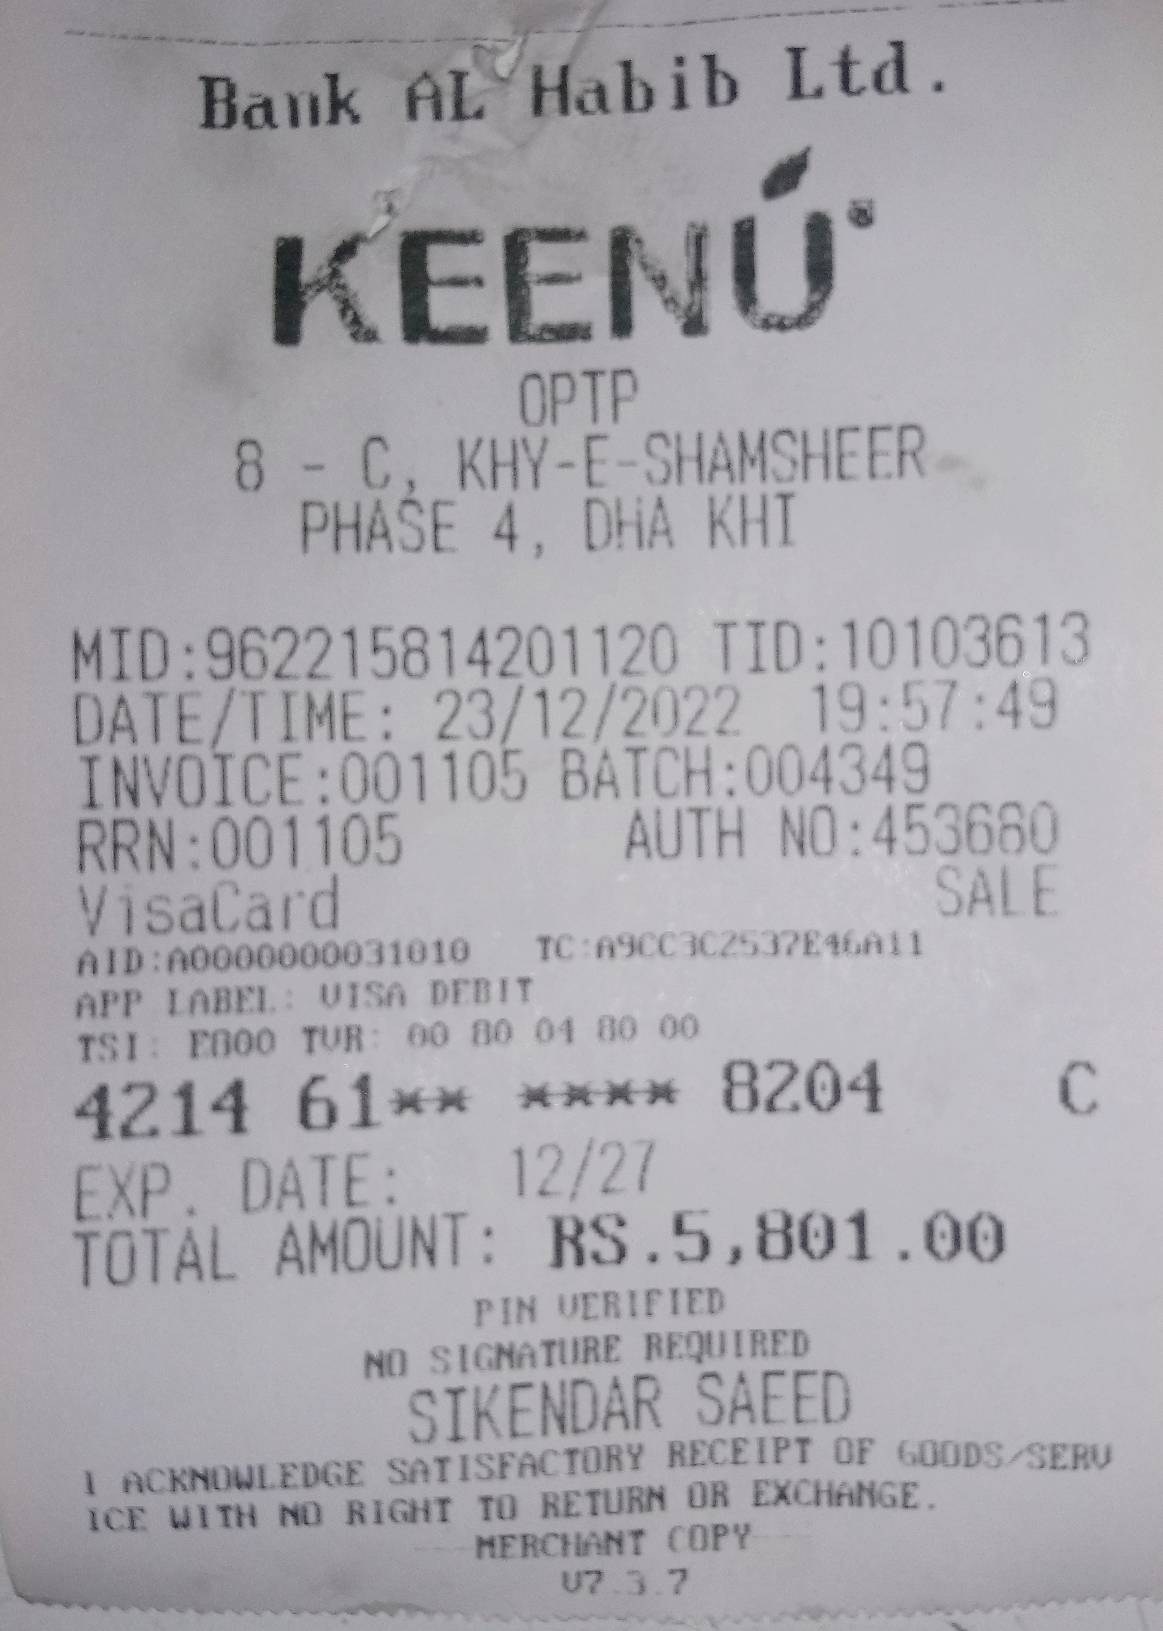 Bank AL Habib Ltd.
KEENÚ®
OPTP
8 - C, KHY-E-SHAMSHEER
PHASE 4, DHA KHI
MID:962215814201120 TID:10103613
DATE/TIME: 23/12/2022 19:57:49
INVOICE:001105 BATCH:004349
RRN:001105 AUTH NO:453680
VisaCard SALE
AID:A0000000031010 TC:A9CC3C2537E46A11
APP LABEL: VISA DEBIT
TSI: E800 TVR: 00 80 04 80 00
4214 61** **** 8204 C
EXP. DATE: 12/27
TOTAL AMOUNT: RS.5,801.00
PIN VERIFIED
NO SIGNATURE REQUIRED
SIKENDAR SAEED
I ACKNOWLEDGE SATISFACTORY RECEIPT OF GOODS/SERV
ICE WITH NO RIGHT TO RETURN OR EXCHANGE.
MERCHANT COPY
V7.3.7